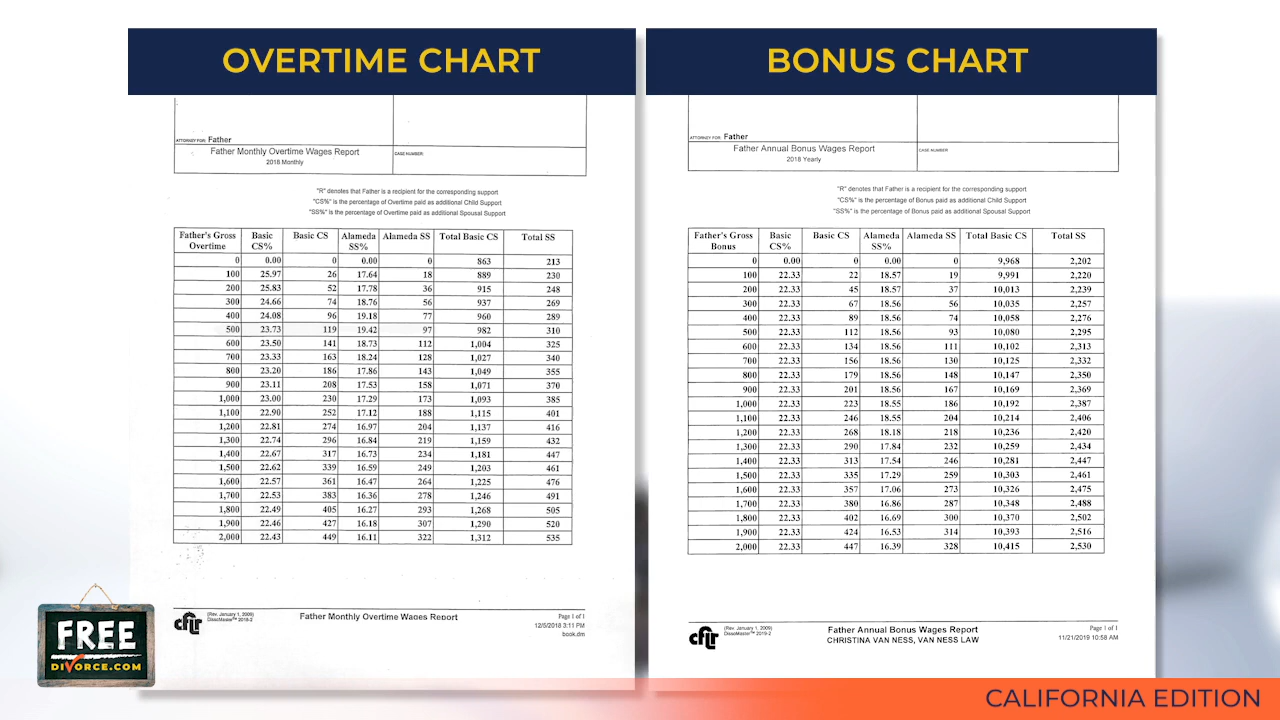 OVERTIME CHART
ATTORNEY FOR: Father
Father Monthly Overtime Wages Report
2018 Monthly
CASE NUMBER:
"R" denotes that Father is a recipient for the corresponding support
"CS%" is the percentage of Overtime paid as additional Child Support
"SS%" is the percentage of Overtime paid as additional Spousal Support
Father's Gross Overtime Basic CS% Basic CS Alameda SS% Alameda SS Total Basic CS Total SS
0 0.00 0 0.00 0 863 213
100 25.97 26 17.64 18 889 230
200 25.83 52 17.78 36 915 248
300 24.66 74 18.76 56 937 269
400 24.08 96 19.18 77 960 289
500 23.73 119 19.42 97 982 310
600 23.50 141 18.73 112 1,004 325
700 23.33 163 18.24 128 1,027 340
800 23.20 186 17.86 143 1,049 355
900 23.11 208 17.53 158 1,071 370
1,000 23.00 230 17.29 173 1,093 385
1,100 22.90 252 17.12 188 1,115 401
1,200 22.81 274 16.97 204 1,137 416
1,300 22.74 296 16.84 219 1,159 432
1,400 22.67 317 16.73 234 1,181 447
1,500 22.62 339 16.59 249 1,203 461
1,600 22.57 361 16.47 264 1,225 476
1,700 22.53 383 16.36 278 1,246 491
1,800 22.49 405 16.27 293 1,268 505
1,900 22.46 427 16.18 307 1,290 520
2,000 22.43 449 16.11 322 1,312 535
cflr
(Rev. January 1, 2009)
DissoMaster™ 2018-2
Father Monthly Overtime Wages Report
Page 1 of 1
12/5/2018 3:11 PM
book.dm
BONUS CHART
ATTORNEY FOR: Father
Father Annual Bonus Wages Report
2018 Yearly
CASE NUMBER
"R" denotes that Father is a recipient for the corresponding support
"CS%" is the percentage of Bonus paid as additional Child Support
"SS%" is the percentage of Bonus paid as additional Spousal Support
Father's Gross Bonus Basic CS% Basic CS Alameda SS% Alameda SS Total Basic CS Total SS
0 0.00 0 0.00 0 9,968 2,202
100 22.33 22 18.57 19 9,991 2,220
200 22.33 45 18.57 37 10,013 2,239
300 22.33 67 18.56 56 10,035 2,257
400 22.33 89 18.56 74 10,058 2,276
500 22.33 112 18.56 93 10,080 2,295
600 22.33 134 18.56 111 10,102 2,313
700 22.33 156 18.56 130 10,125 2,332
800 22.33 179 18.56 148 10,147 2,350
900 22.33 201 18.56 167 10,169 2,369
1,000 22.33 223 18.55 186 10,192 2,387
1,100 22.33 246 18.55 204 10,214 2,406
1,200 22.33 268 18.18 218 10,236 2,420
1,300 22.33 290 17.84 232 10,259 2,434
1,400 22.33 313 17.54 246 10,281 2,447
1,500 22.33 335 17.29 259 10,303 2,461
1,600 22.33 357 17.06 273 10,326 2,475
1,700 22.33 380 16.86 287 10,348 2,488
1,800 22.33 402 16.69 300 10,370 2,502
1,900 22.33 424 16.53 314 10,393 2,516
2,000 22.33 447 16.39 328 10,415 2,530
cflr
(Rev. January 1, 2009)
DissoMaster™ 2019-2
Father Annual Bonus Wages Report
CHRISTINA VAN NESS, VAN NESS LAW
Page 1 of 1
11/21/2019 10:58 AM
FREE
DIVORCE.COM
CALIFORNIA EDITION